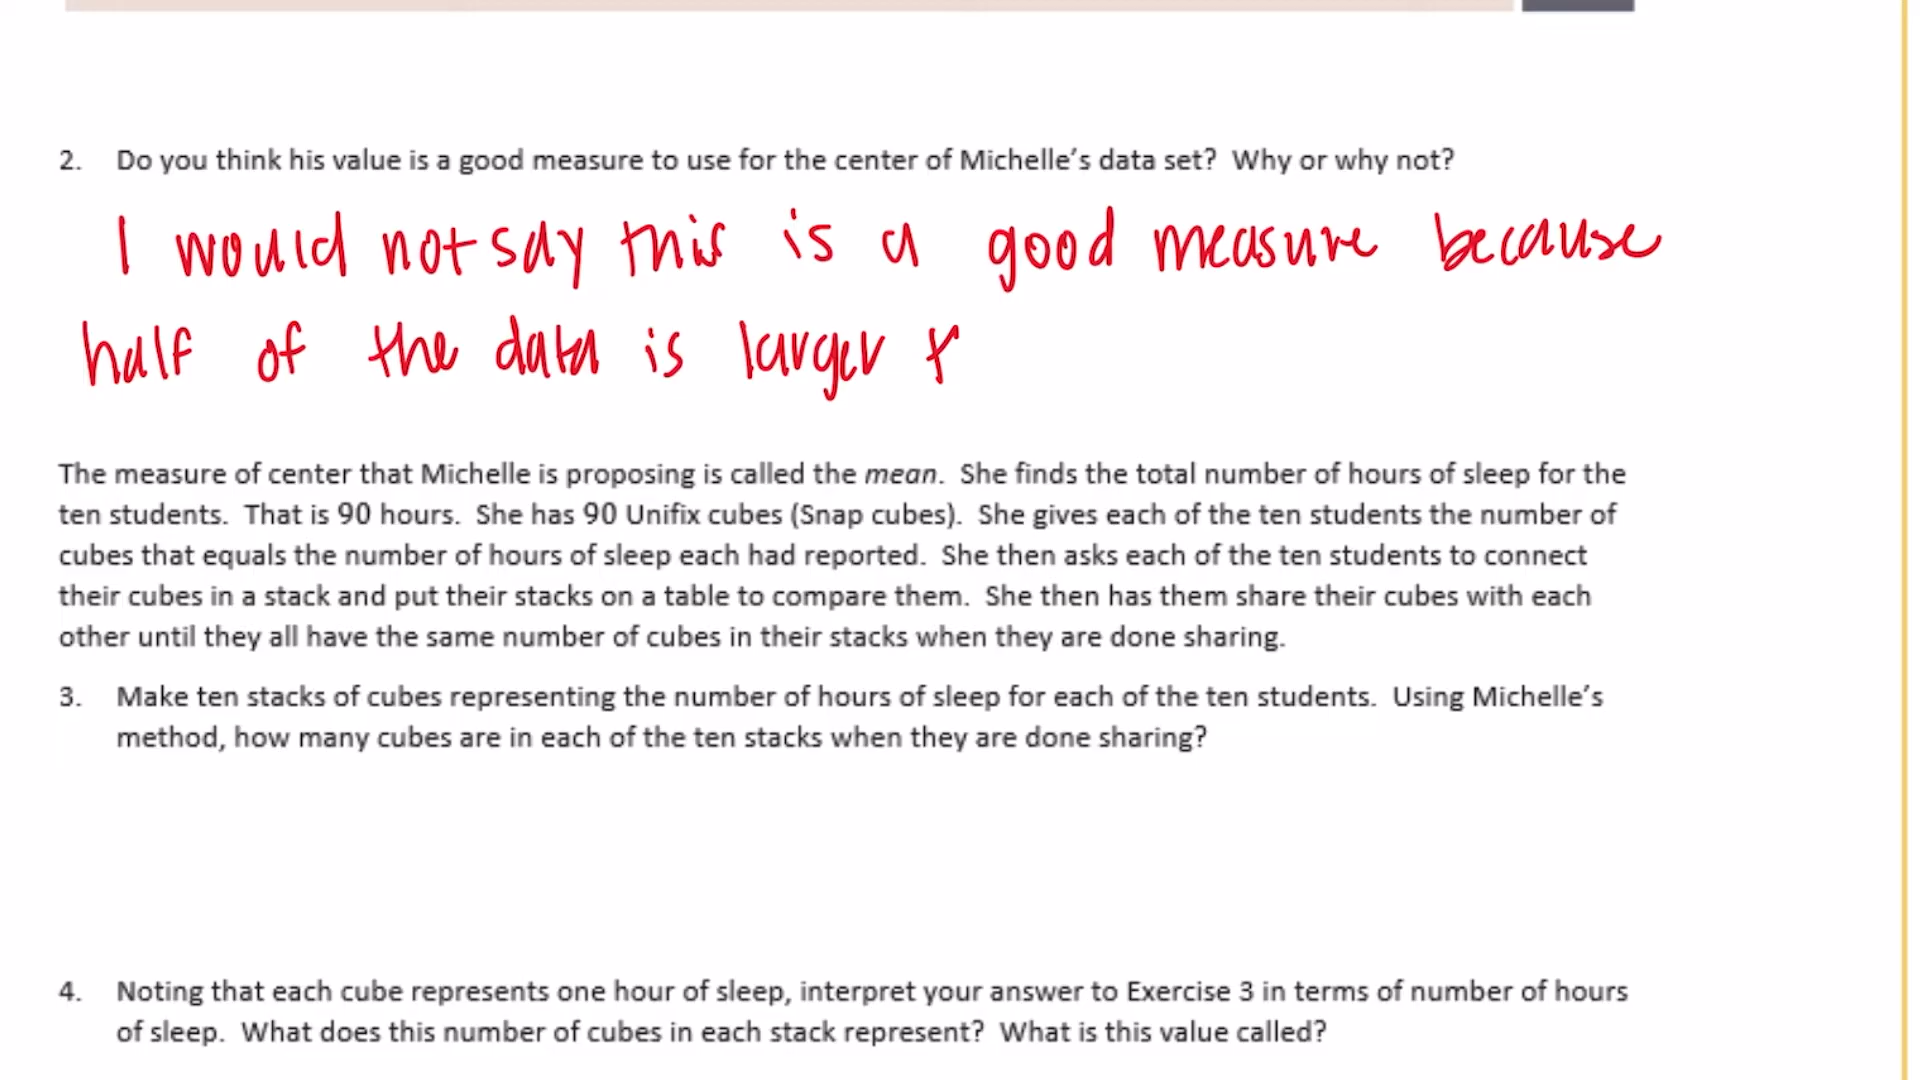 2. Do you think his value is a good measure to use for the center of Michelle's data set? Why or why not?
I would not say this is a good measure because
half of the data is larger t
The measure of center that Michelle is proposing is called the mean. She finds the total number of hours of sleep for the
ten students. That is 90 hours. She has 90 Unifix cubes (Snap cubes). She gives each of the ten students the number of
cubes that equals the number of hours of sleep each had reported. She then asks each of the ten students to connect
their cubes in a stack and put their stacks on a table to compare them. She then has them share their cubes with each
other until they all have the same number of cubes in their stacks when they are done sharing.
3. Make ten stacks of cubes representing the number of hours of sleep for each of the ten students. Using Michelle's
method, how many cubes are in each of the ten stacks when they are done sharing?
4. Noting that each cube represents one hour of sleep, interpret your answer to Exercise 3 in terms of number of hours
of sleep. What does this number of cubes in each stack represent? What is this value called?